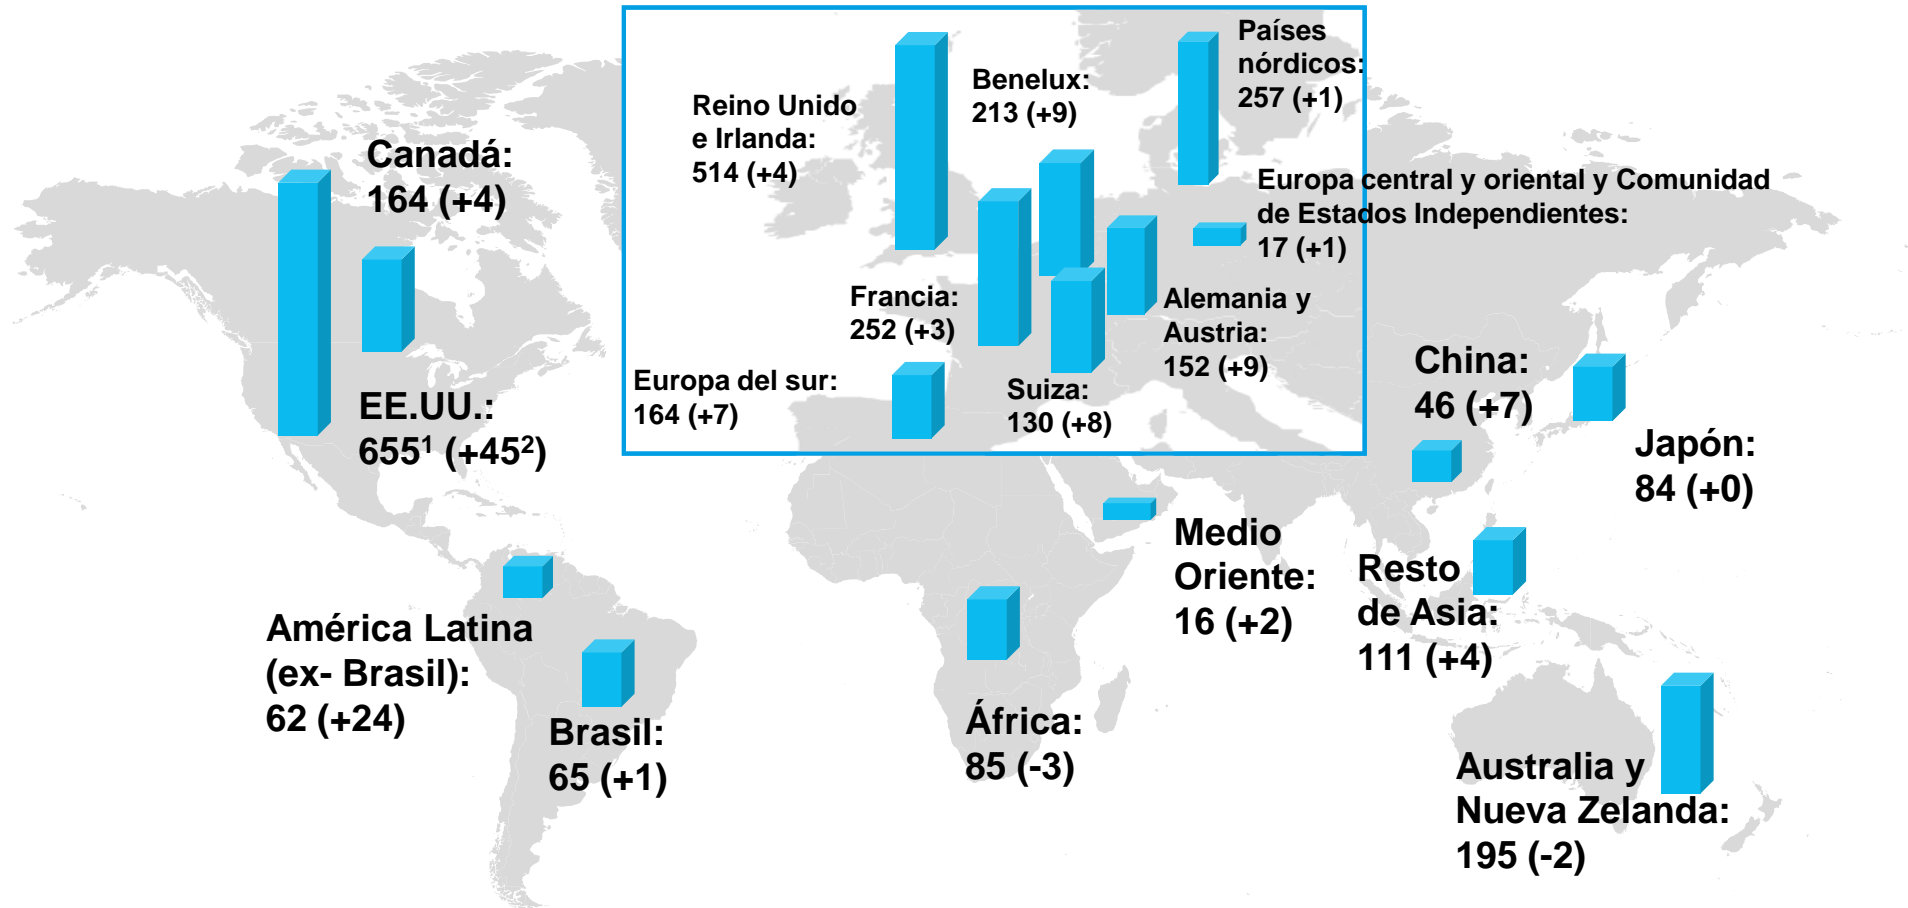 Países
nórdicos:
257 (+1)
Benelux:
213 (+9)
Reino Unido
e Irlanda:
514 (+4)
Canadá:
164 (+4)
Europa central y oriental y Comunidad
de Estados Independientes:
17 (+1)
Francia:
252 (+3)
Alemania y
Austria:
152 (+9)
Europa del sur:
164 (+7)
Suiza:
130 (+8)
EE.UU.:
655¹ (+45²)
China:
46 (+7)
Japón:
84 (+0)
Medio
Oriente:
16 (+2)
Resto
de Asia:
111 (+4)
América Latina
(ex- Brasil):
62 (+24)
Brasil:
65 (+1)
África:
85 (-3)
Australia y
Nueva Zelanda:
195 (-2)